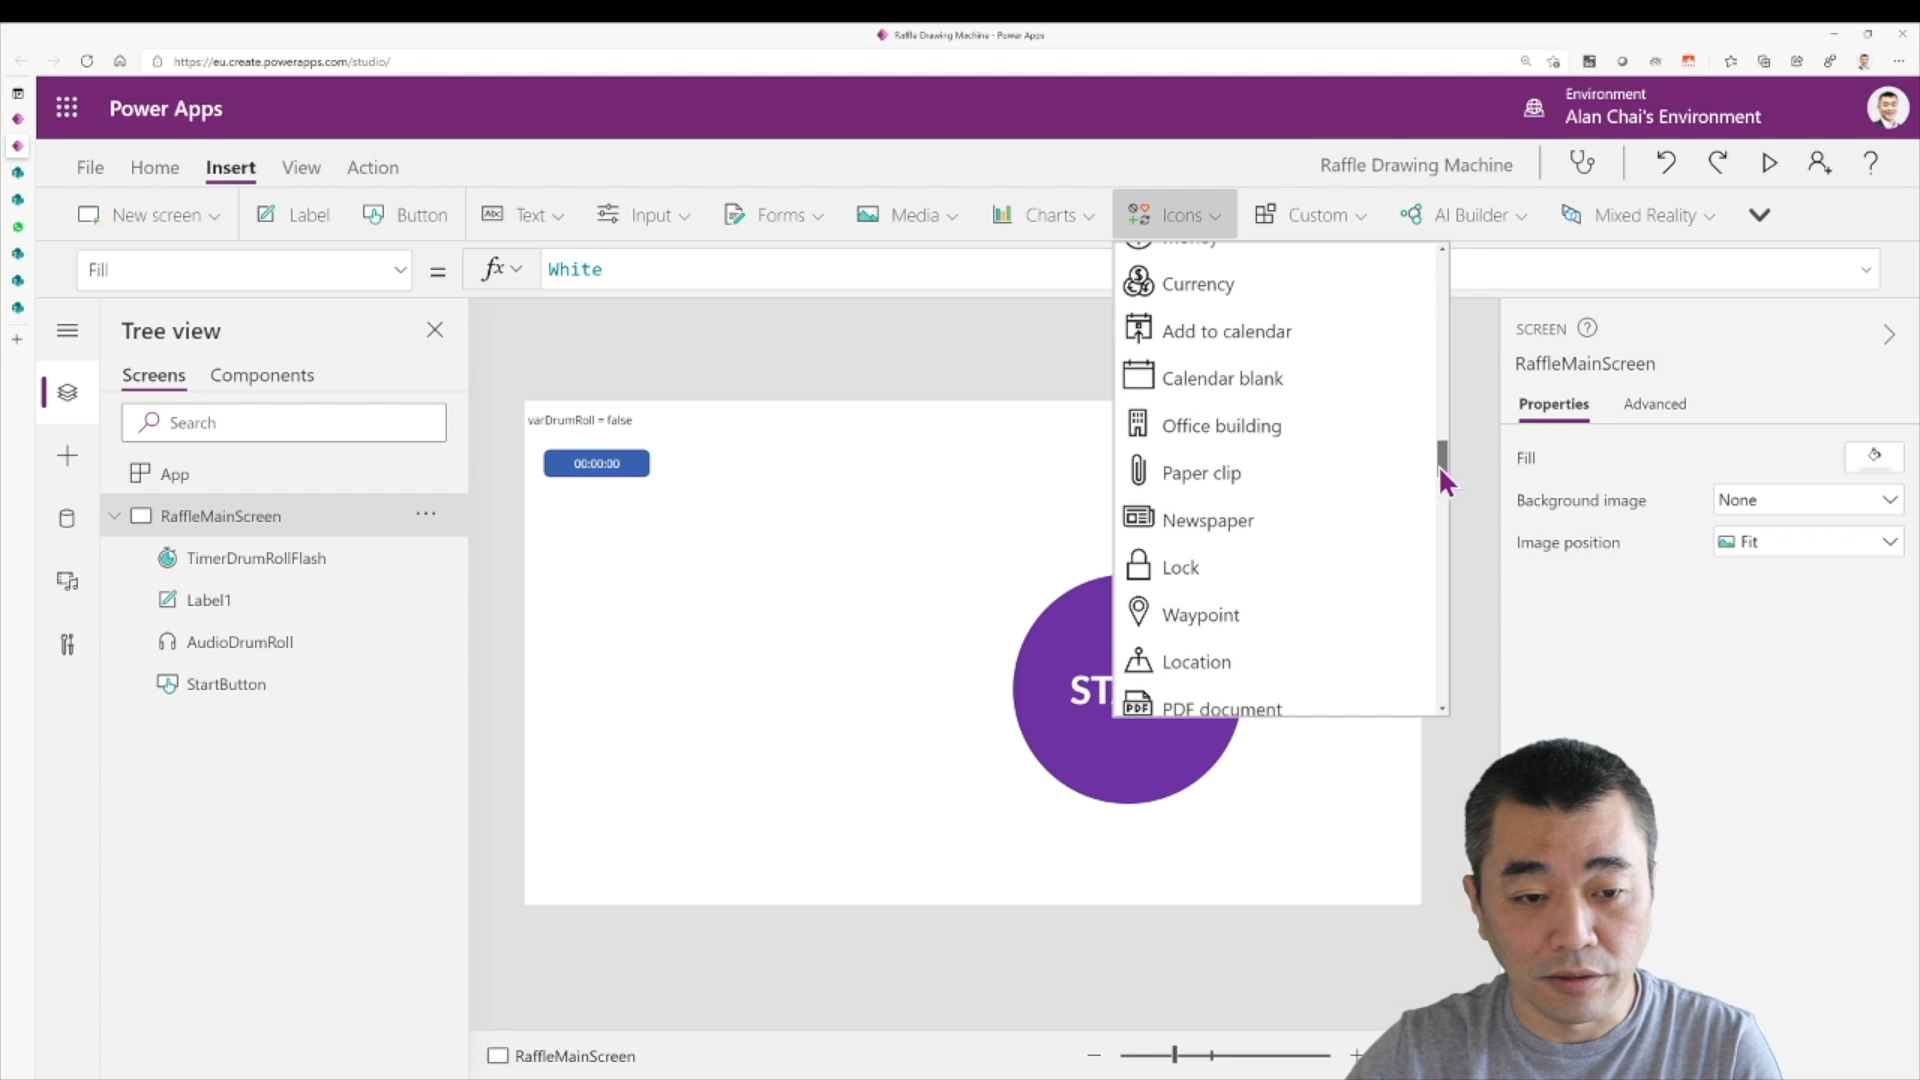 Raffle Drawing Machine - Power Apps
https://eu.create.powerapps.com/studio/
Power Apps
Environment
Alan Chai's Environment
File Home Insert View Action
Raffle Drawing Machine
New screen Label Button Text Input Forms Media Charts Icons Custom AI Builder Mixed Reality
Fill = fx White
Tree view
Screens Components
Search
App
RaffleMainScreen
TimerDrumRollFlash
Label1
AudioDrumRoll
StartButton
varDrumRoll = false
00:00:00
ST
Money
Currency
Add to calendar
Calendar blank
Office building
Paper clip
Newspaper
Lock
Waypoint
Location
PDF document
SCREEN
RaffleMainScreen
Properties Advanced
Fill
Background image None
Image position Fit
RaffleMainScreen